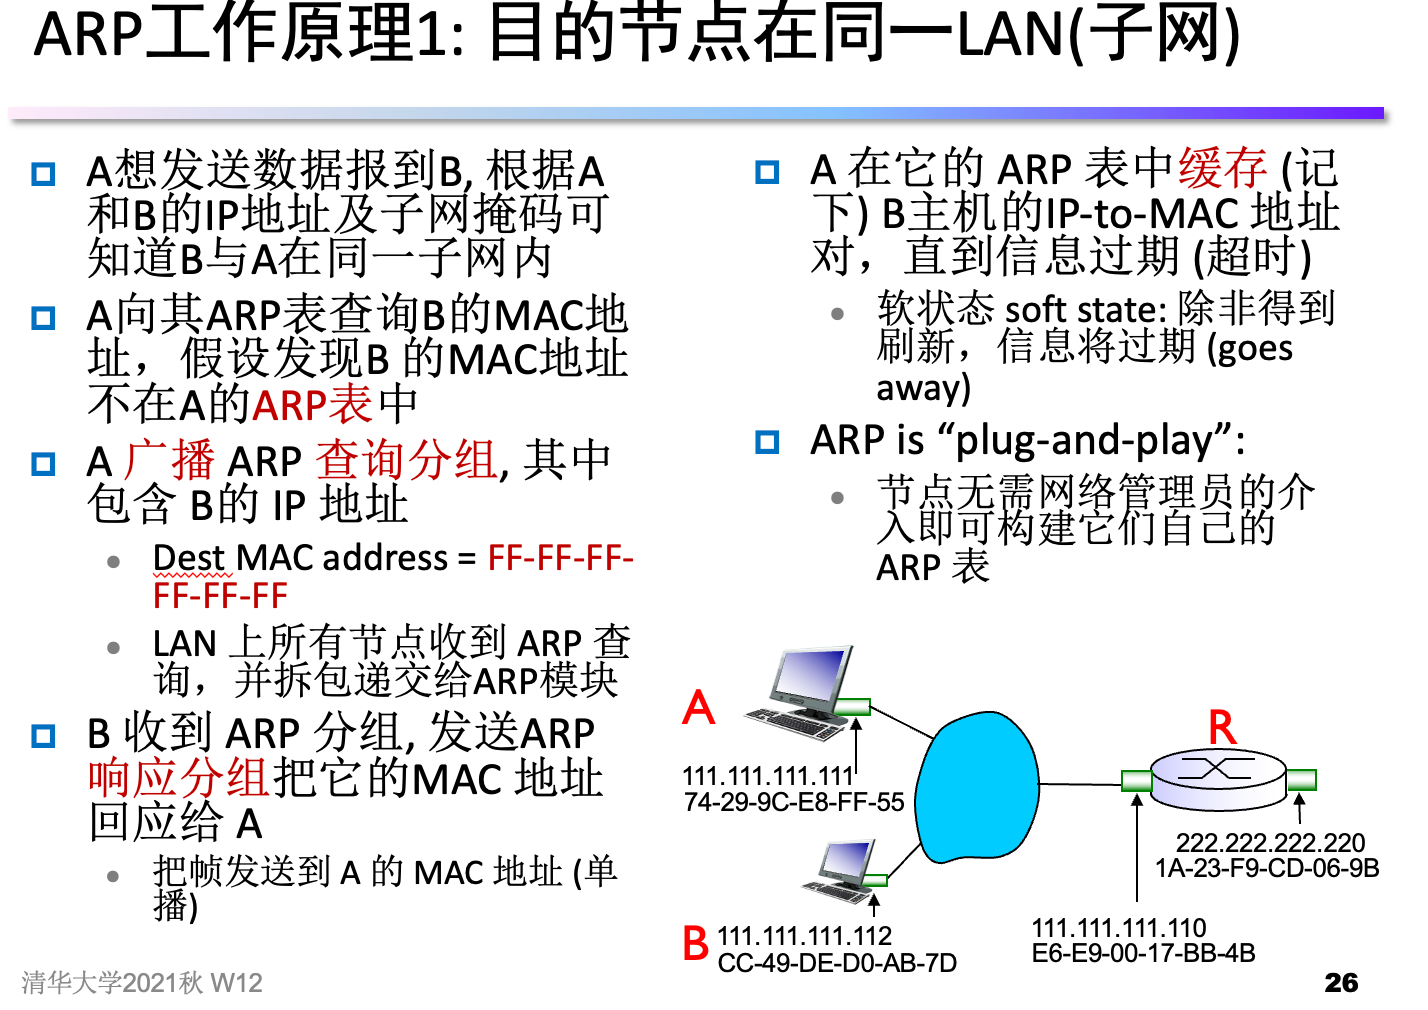 ARP工作原理1: 目的节点在同一LAN(子网)
A想发送数据报到B, 根据A
和B的IP地址及子网掩码可
知道B与A在同一子网内
A向其ARP表查询B的MAC地
址，假设发现B 的MAC地址
不在A的ARP表中
A 广播 ARP 查询分组, 其中
包含 B的 IP 地址
Dest MAC address = FF-FF-FF-
FF-FF-FF
LAN 上所有节点收到 ARP 查
询，并拆包递交给ARP模块
B 收到 ARP 分组, 发送ARP
响应分组把它的MAC 地址
回应给 A
把帧发送到 A 的 MAC 地址 (单
播)
A 在它的 ARP 表中缓存 (记
下) B主机的IP-to-MAC 地址
对，直到信息过期 (超时)
软状态 soft state: 除非得到
刷新，信息将过期 (goes
away)
ARP is “plug-and-play”:
节点无需网络管理员的介
入即可构建它们自己的
ARP 表
A
111.111.111.111
74-29-9C-E8-FF-55
R
222.222.222.220
1A-23-F9-CD-06-9B
B
111.111.111.112
CC-49-DE-D0-AB-7D
111.111.111.110
E6-E9-00-17-BB-4B
清华大学2021秋 W12
26